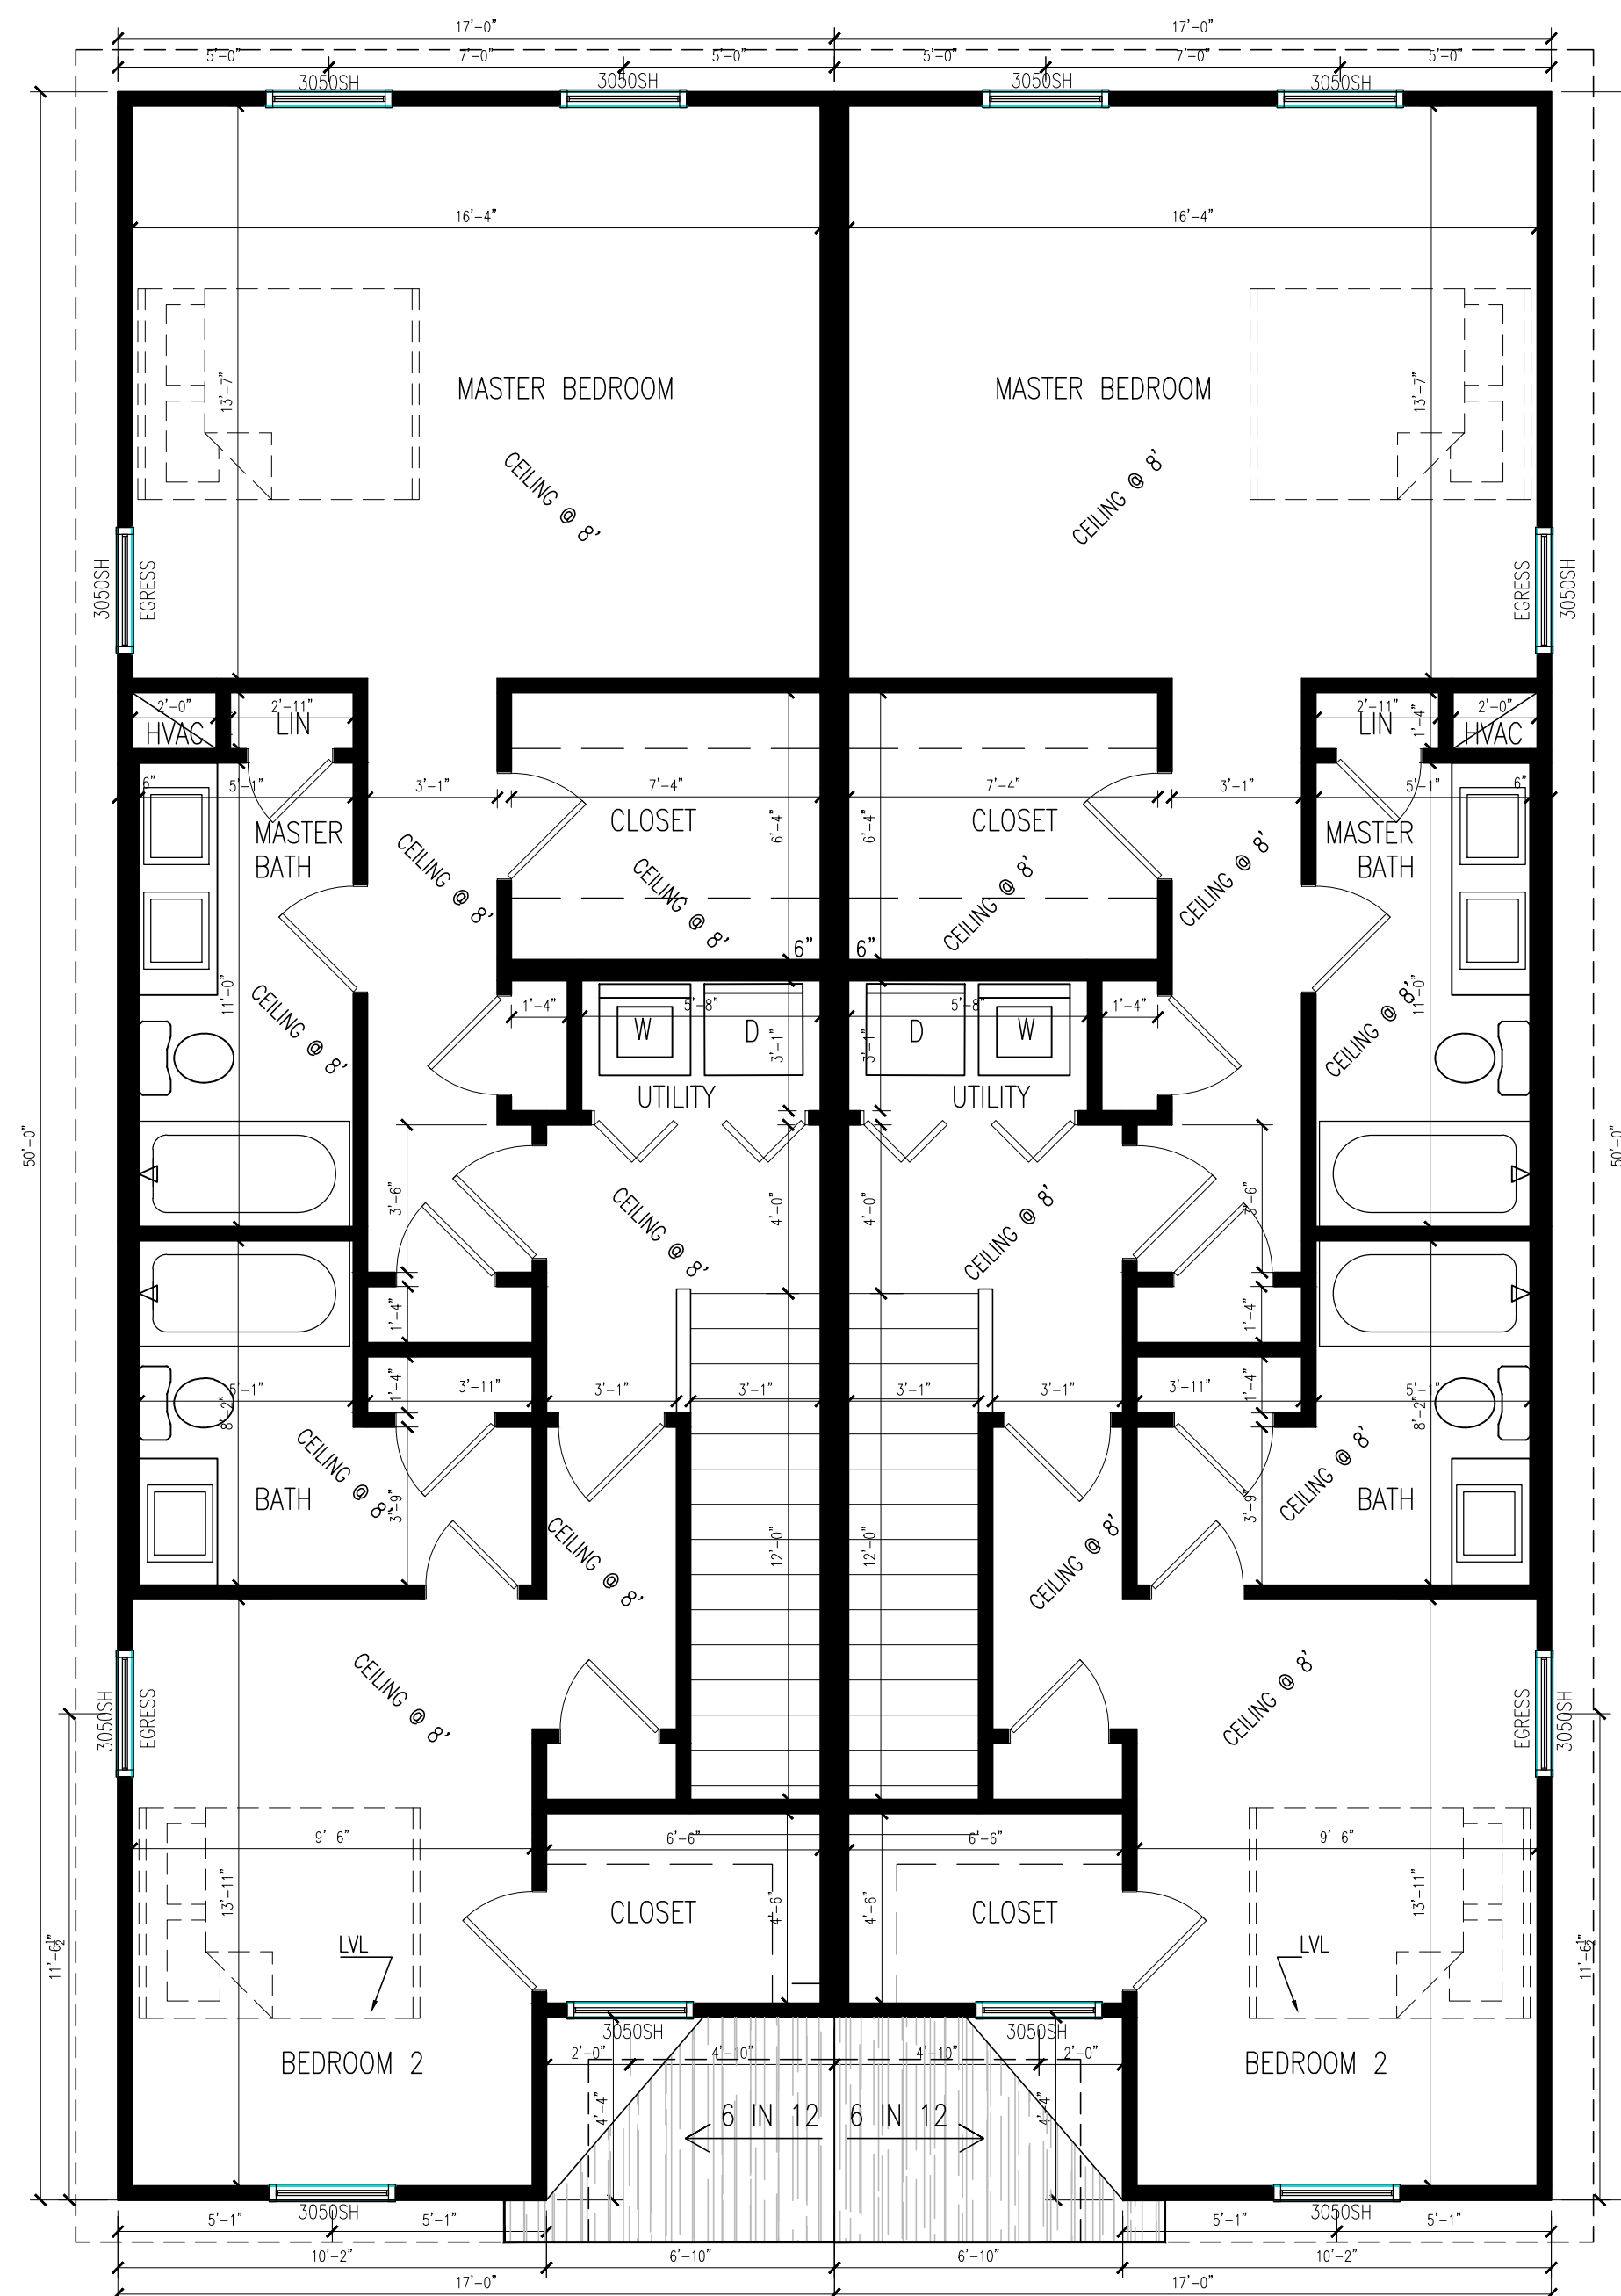 17'-0" 17'-0"
5'-0" 7'-0" 5'-0" 5'-0" 7'-0" 5'-0"
3050SH 3050SH 3050SH 3050SH
16'-4" 16'-4"
13'-7" MASTER BEDROOM MASTER BEDROOM 13'-7"
CEILING @ 8' CEILING @ 8'
3050SH EGRESS EGRESS 3050SH
2'-0" 2'-11" 2'-11" 1'-4" 2'-0"
HVAC LIN LIN HVAC
6" 5'-1" 3'-1" 7'-4" 7'-4" 3'-1" 5'-1" 6"
MASTER CLOSET 6'-4" 6'-4" CLOSET MASTER
BATH BATH
CEILING @ 8' CEILING @ 8' CEILING @ 8' CEILING @ 8'
6" 6"
11'-0" CEILING @ 8' CEILING @ 8' 11'-0"
1'-4" 5'-8" 5'-8" 1'-4"
W D 3'-1" 3'-1" D W
UTILITY UTILITY
50'-0" 50'-0"
3'-6" CEILING @ 8' 4'-0" 4'-0" CEILING @ 8' 3'-6"
1'-4" 1'-4"
5'-1" 1'-4" 3'-11" 3'-1" 3'-1" 3'-1" 3'-1" 3'-11" 1'-4" 5'-1"
8'-2" 8'-2"
CEILING @ 8' CEILING @ 8'
BATH 3'-9" 3'-9" BATH
CEILING @ 8' 12'-0" 12'-0" CEILING @ 8'
CEILING @ 8' CEILING @ 8'
3050SH EGRESS EGRESS 3050SH
9'-6" 6'-6" 6'-6" 9'-6"
13'-11" CLOSET 4'-6" 4'-6" CLOSET 13'-11"
11'-6½" LVL LVL 11'-6½"
3050SH 3050SH
BEDROOM 2 2'-0" 4'-10" 4'-10" 2'-0" BEDROOM 2
4'-4" 6 IN 12 6 IN 12 4'-4"
3050SH 3050SH
5'-1" 5'-1" 5'-1" 5'-1"
10'-2" 6'-10" 6'-10" 10'-2"
17'-0" 17'-0"